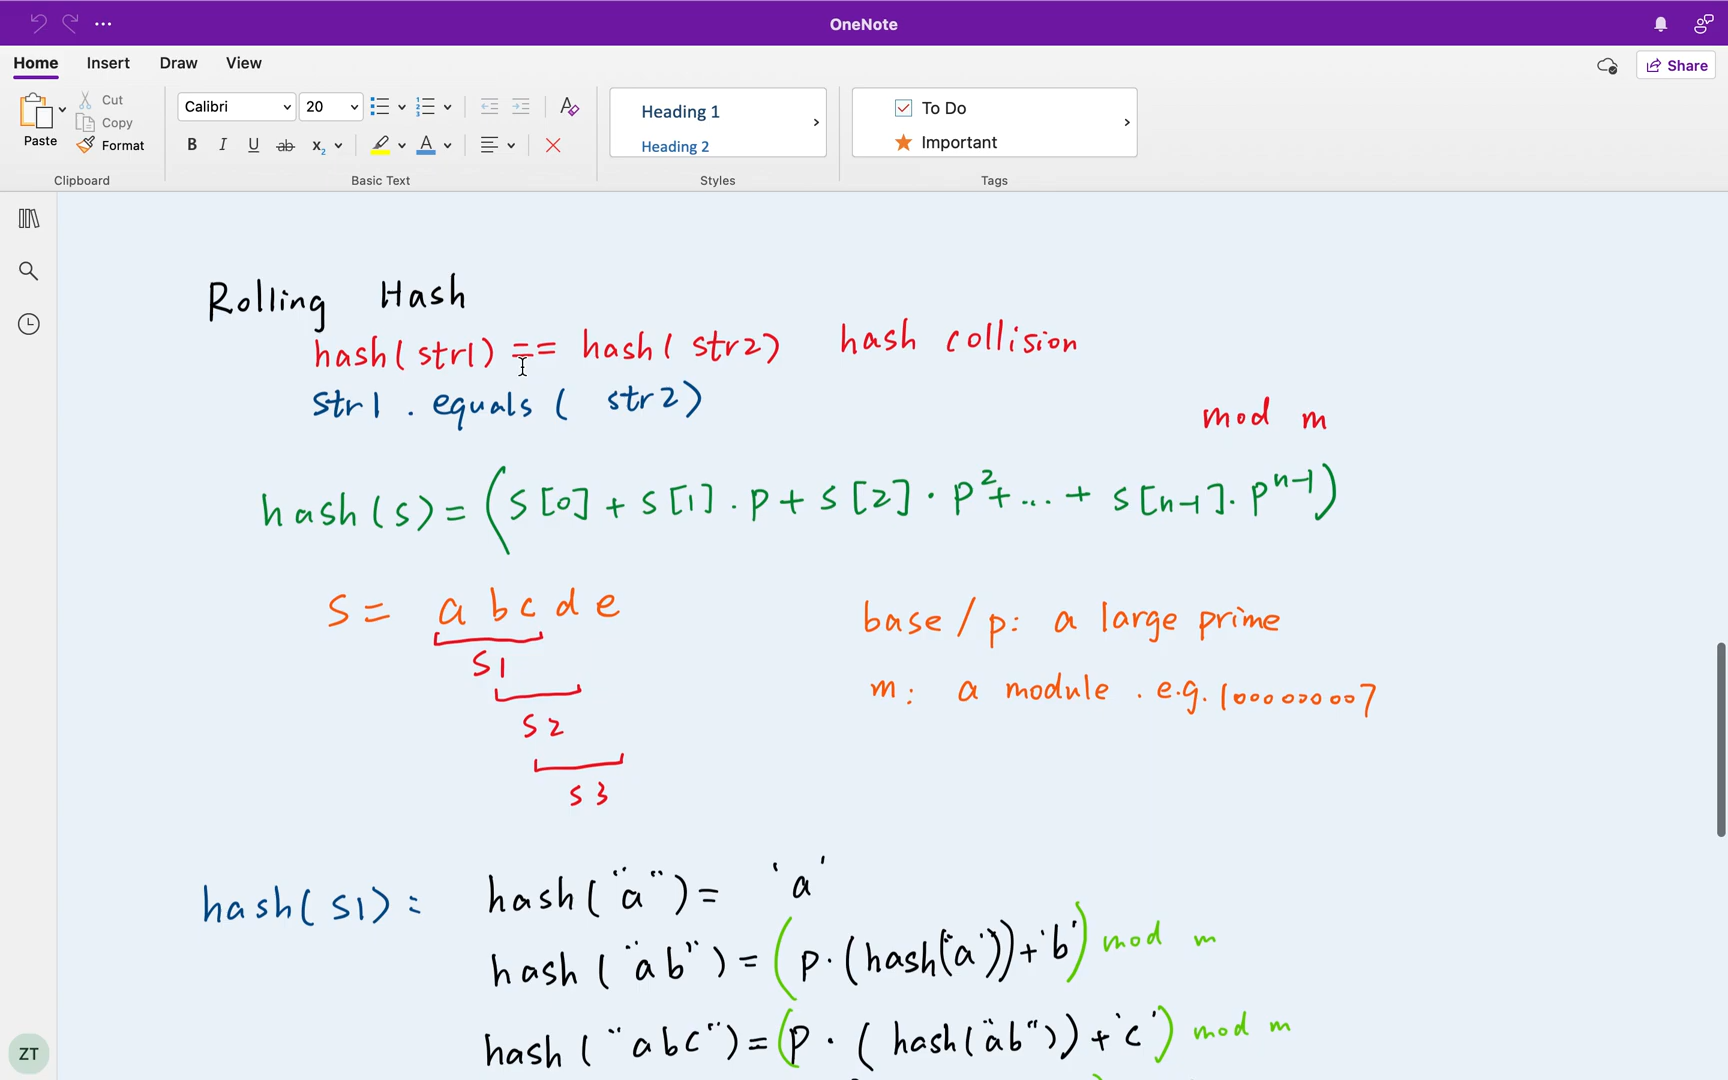 OneNote
Home Insert Draw View Share
Paste Cut Copy Format
Calibri 20 Heading 1 To Do
B I U ab x₂ A Heading 2 Important
Clipboard Basic Text Styles Tags
Rolling Hash
hash(str1) == hash(str2) hash collision
str1.equals(str2)
mod m
hash(s) = (s[0] + s[1]·p + s[2]·p² + ... + s[n-1]·pⁿ⁻¹)
S = a b c d e
base / p: a large prime
S1
m: a module . e.g. 1000000007
S2
S3
hash(s1): hash("a") = 'a'
hash("ab") = (p·(hash("a"))+'b') mod m
hash("abc") = (p·(hash("ab"))+'c') mod m
ZT